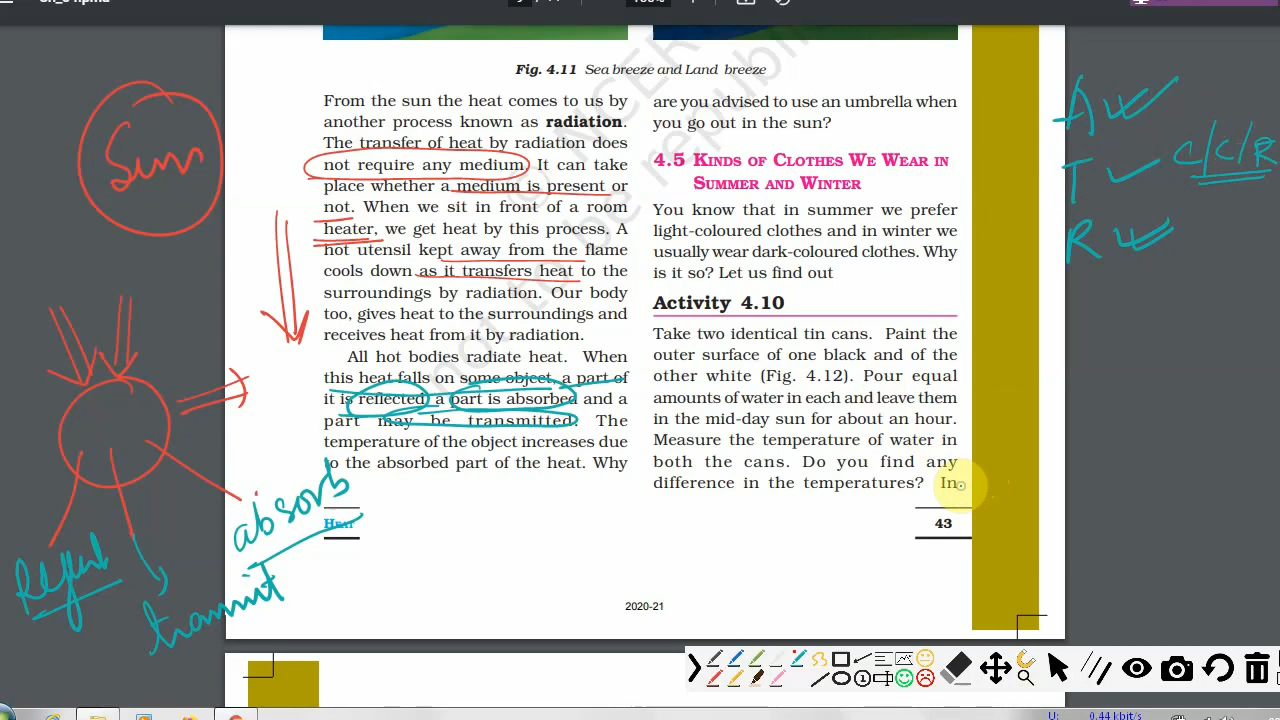 Fig. 4.11 Sea breeze and Land breeze
From the sun the heat comes to us by
another process known as radiation.
The transfer of heat by radiation does
not require any medium. It can take
place whether a medium is present or
not. When we sit in front of a room
heater, we get heat by this process. A
hot utensil kept away from the flame
cools down as it transfers heat to the
surroundings by radiation. Our body
too, gives heat to the surroundings and
receives heat from it by radiation.
All hot bodies radiate heat. When
this heat falls on some object, a part of
it is reflected, a part is absorbed and a
part may be transmitted. The
temperature of the object increases due
to the absorbed part of the heat. Why
are you advised to use an umbrella when
you go out in the sun?
4.5 KINDS OF CLOTHES WE WEAR IN
SUMMER AND WINTER
You know that in summer we prefer
light-coloured clothes and in winter we
usually wear dark-coloured clothes. Why
is it so? Let us find out
Activity 4.10
Take two identical tin cans. Paint the
outer surface of one black and of the
other white (Fig. 4.12). Pour equal
amounts of water in each and leave them
in the mid-day sun for about an hour.
Measure the temperature of water in
both the cans. Do you find any
difference in the temperatures? In
HEAT
43
2020-21
© NCER
not to be republi
Sun
absorb
transmit
A
T C/C/R
R
U: 0.44 kbit/s